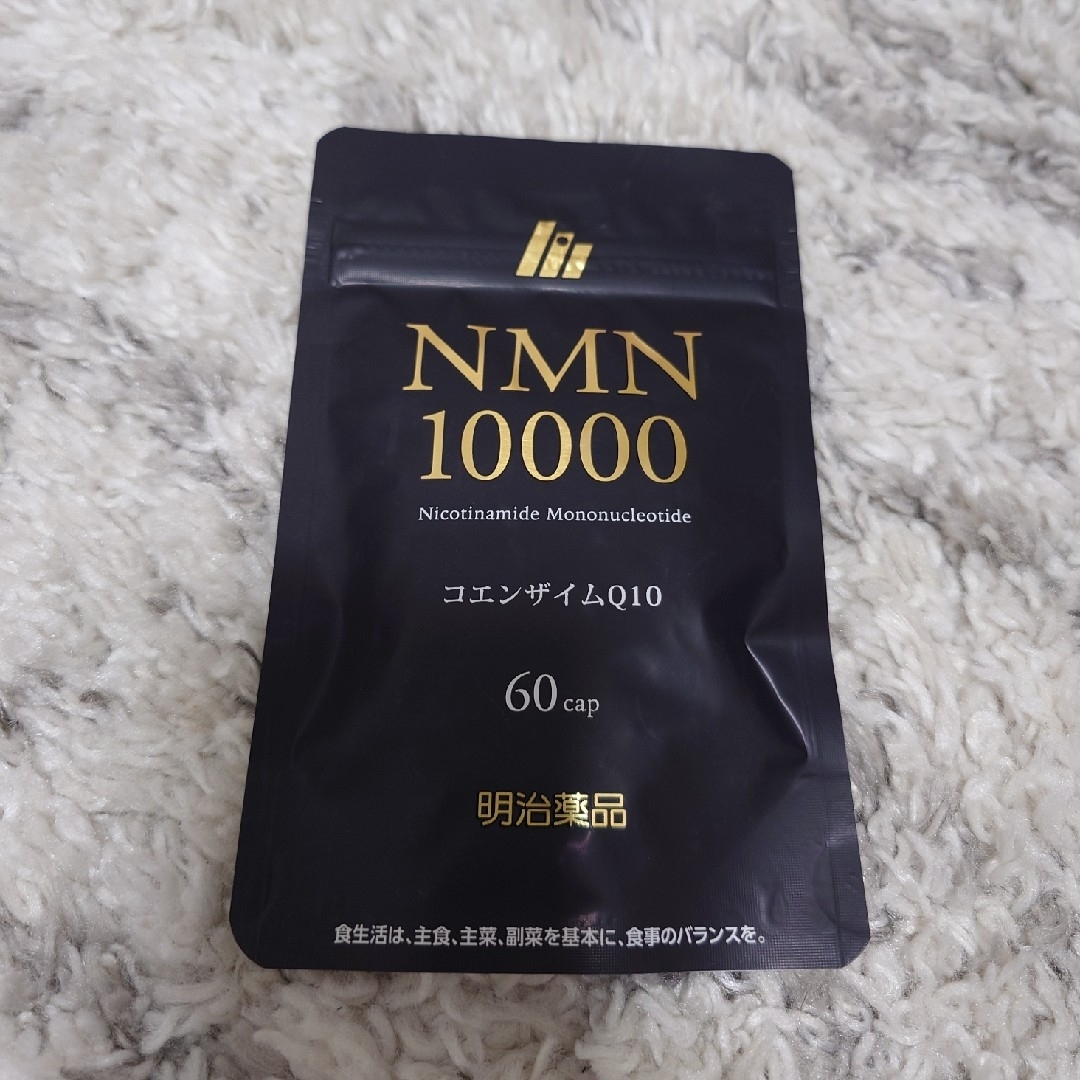 NMN
10000
Nicotinamide Mononucleotide
コエンザイムQ10
60 cap
明治薬品
食生活は、主食、主菜、副菜を基本に、食事のバランスを。